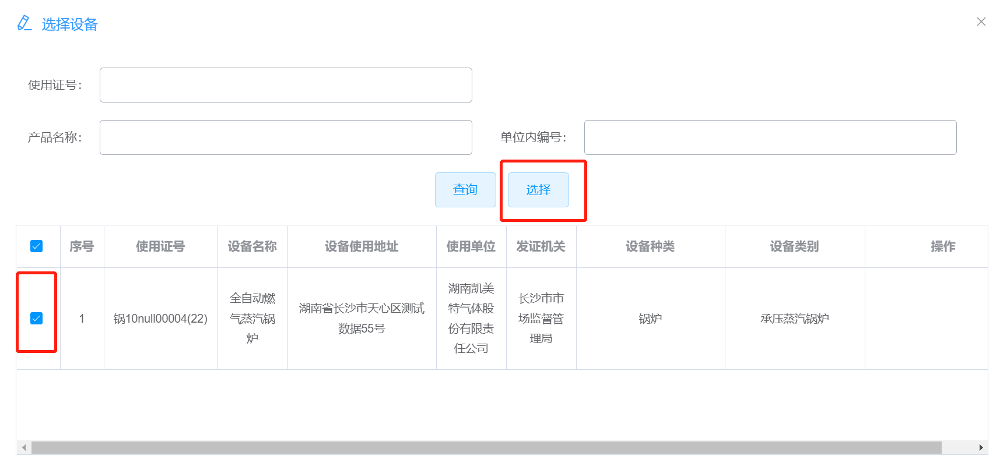 选择设备
使用证号：
产品名称：
单位内编号：
查询
选择
序号
使用证号
设备名称
设备使用地址
使用单位
发证机关
设备种类
设备类别
操作
1
锅10null00004(22)
全自动燃
气蒸汽锅
炉
湖南省长沙市天心区测试
数据55号
湖南凯美
特气体股
份有限责
任公司
长沙市市
场监督管
理局
锅炉
承压蒸汽锅炉